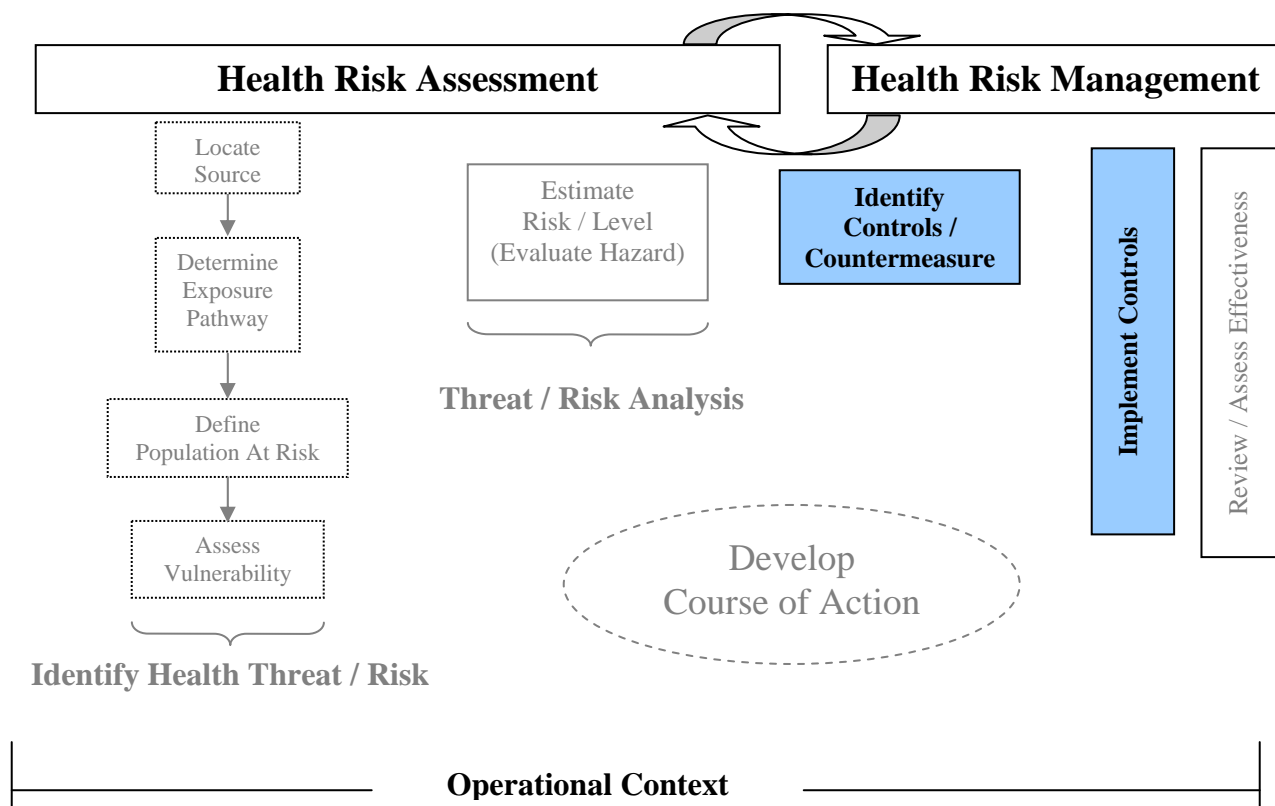 Health Risk Assessment
Health Risk Management
Locate
Source
Determine
Exposure
Pathway
Define
Population At Risk
Assess
Vulnerability
Identify Health Threat / Risk
Estimate
Risk / Level
(Evaluate Hazard)
Threat / Risk Analysis
Identify
Controls /
Countermeasure
Develop
Course of Action
Implement Controls
Review / Assess Effectiveness
Operational Context